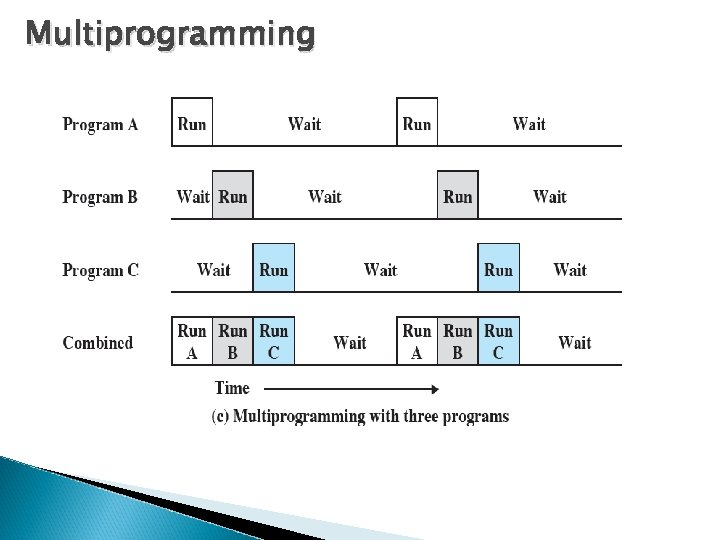 Multiprogramming
Program A Run Wait Run Wait
Program B Wait Run Wait Run Wait
Program C Wait Run Wait Run Wait
Combined Run A Run B Run C Wait Run A Run B Run C Wait
Time
(c) Multiprogramming with three programs